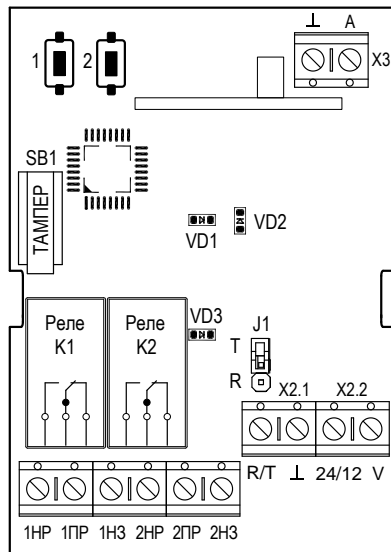 ⊥ A
1 2
X3
SB1
ТАМПЕР
VD1
VD2
VD3
Реле K1
Реле K2
J1
T
R
X2.1 X2.2
R/T ⊥ 24/12 V
1НР 1ПР 1НЗ 2НР 2ПР 2НЗ